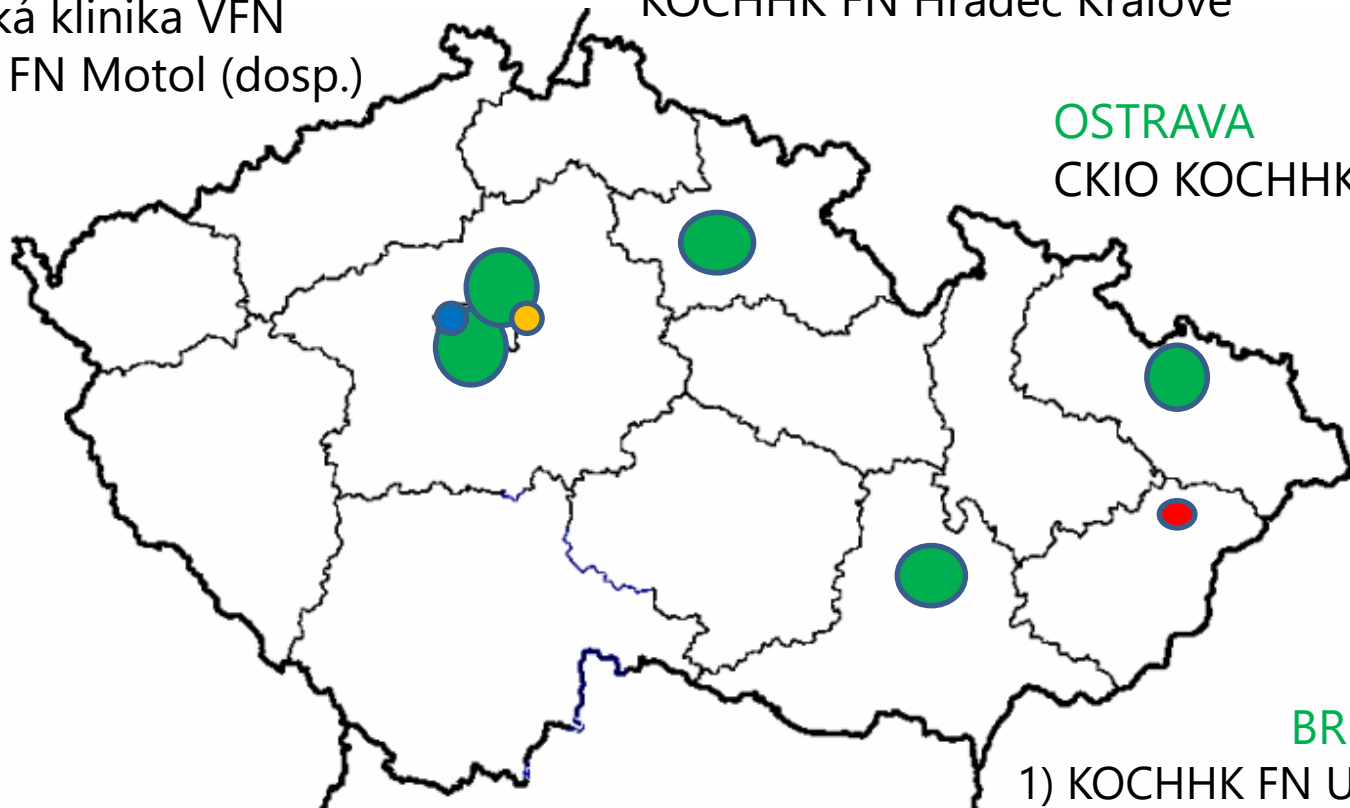 ká klinika VFN
FN Motol (dosp.)
KOCHHK FN Hradec Králové
OSTRAVA
CKIO KOCHHK
BR
1) KOCHHK FN U